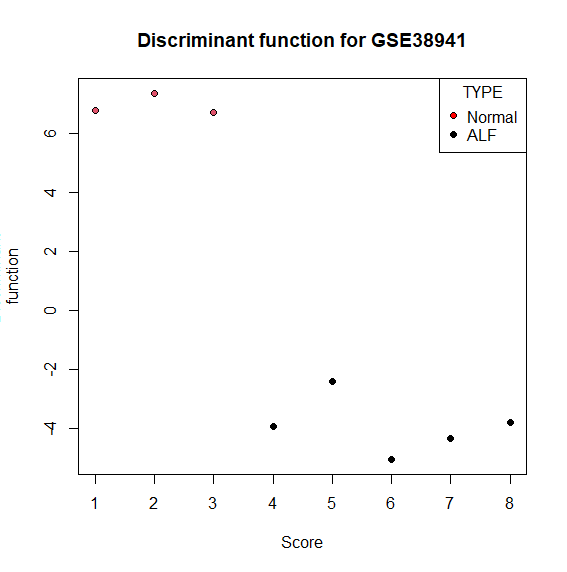 Discriminant function for GSE38941
TYPE
Normal
ALF
6
4
2
0
-2
-4
function
1 2 3 4 5 6 7 8
Score